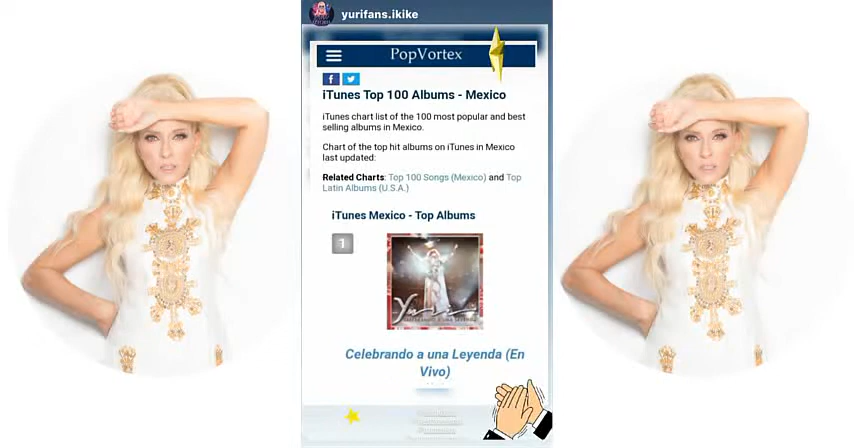 yurifans.ikike
PopVortex
iTunes Top 100 Albums - Mexico
iTunes chart list of the 100 most popular and best
selling albums in Mexico.
Chart of the top hit albums on iTunes in Mexico
last updated:
Related Charts: Top 100 Songs (Mexico) and Top
Latin Albums (U.S.A.)
iTunes Mexico - Top Albums
1
Yuri
Celebrando a una Leyenda (En
Vivo)